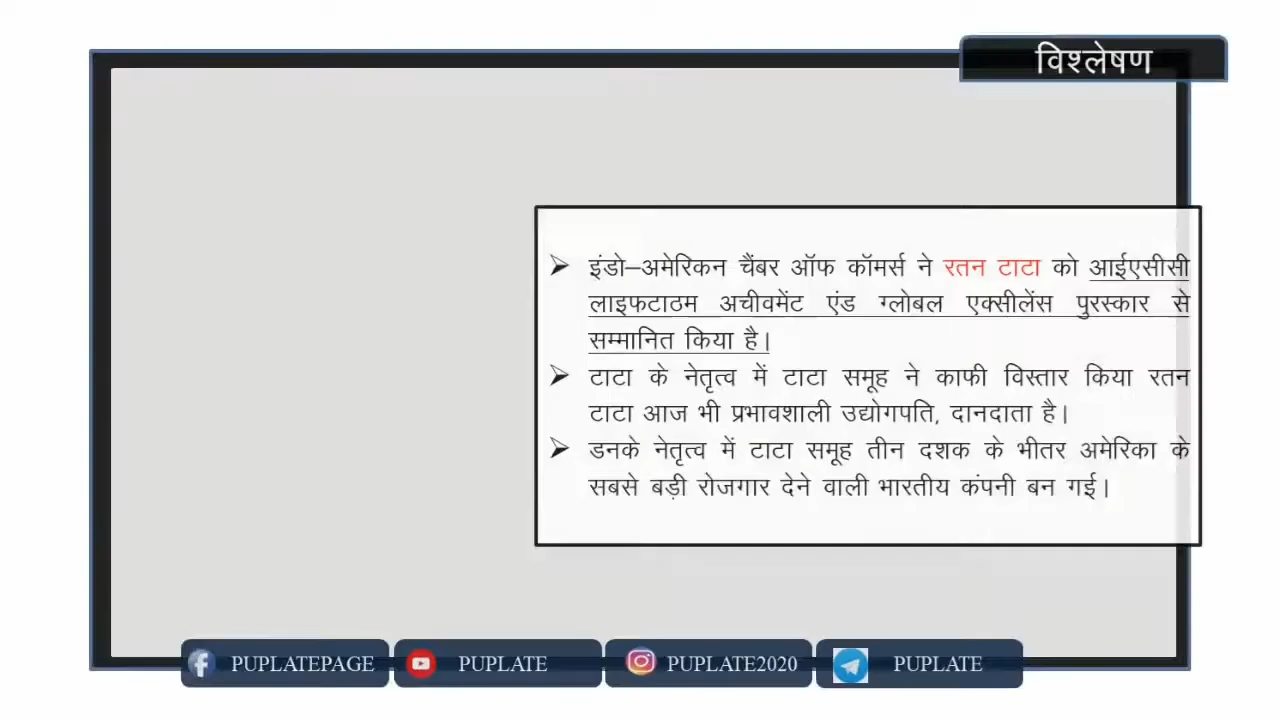 विश्लेषण
➢ इंडो–अमेरिकन चैंबर ऑफ कॉमर्स ने रतन टाटा को आईएसीसी
लाइफटाठम अचीवमेंट एंड ग्लोबल एक्सीलेंस पुरस्कार से
सम्मानित किया है।
➢ टाटा के नेतृत्व में टाटा समूह ने काफी विस्तार किया रतन
टाटा आज भी प्रभावशाली उद्योगपति, दानदाता है।
➢ डनके नेतृत्व में टाटा समूह तीन दशक के भीतर अमेरिका के
सबसे बड़ी रोजगार देने वाली भारतीय कंपनी बन गई।
PUPLATEPAGE PUPLATE PUPLATE2020 PUPLATE